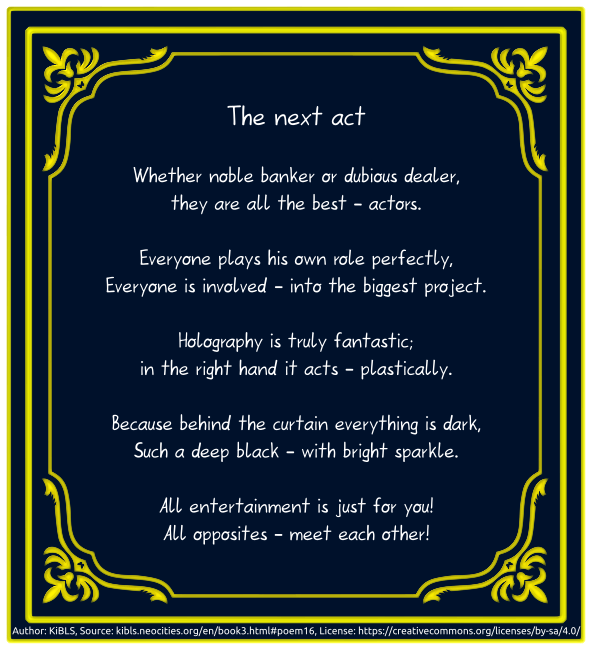 The next act
Whether noble banker or dubious dealer,
they are all the best – actors.
Everyone plays his own role perfectly,
Everyone is involved – into the biggest project.
Holography is truly fantastic;
in the right hand it acts – plastically.
Because behind the curtain everything is dark,
Such a deep black – with bright sparkle.
All entertainment is just for you!
All opposites – meet each other!
Author: KiBLS, Source: kibls.neocities.org/en/book3.html#poem16, License: https://creativecommons.org/licenses/by-sa/4.0/